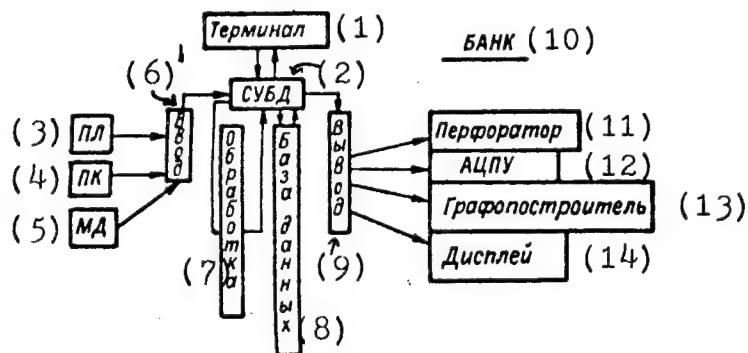 Терминал (1)
БАНК (10)
(6)
(2)
СУБД
(3) ПЛ
(4) ПК
(5) МД
Ввод
Обработка
(7)
База данных
(8)
Вывод
(9)
Перфоратор (11)
АЦПУ (12)
Графопостроитель (13)
Дисплей (14)